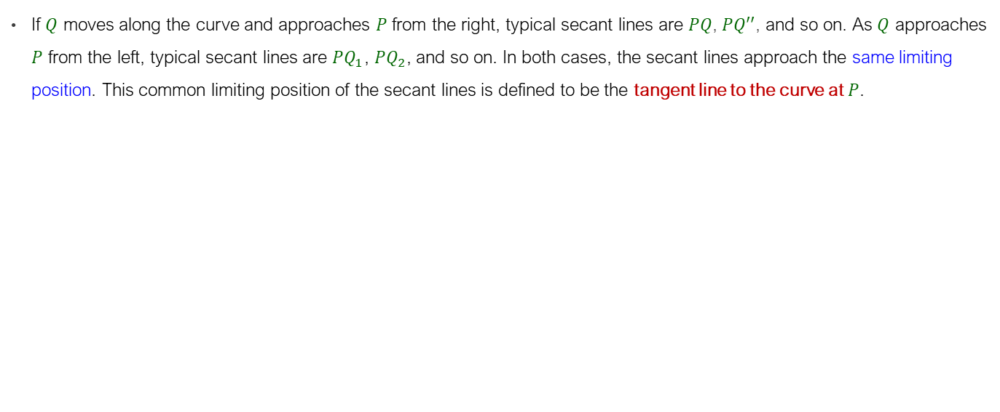 • If Q moves along the curve and approaches P from the right, typical secant lines are PQ, PQ′′, and so on. As Q approaches
P from the left, typical secant lines are PQ₁, PQ₂, and so on. In both cases, the secant lines approach the same limiting
position. This common limiting position of the secant lines is defined to be the tangent line to the curve at P.